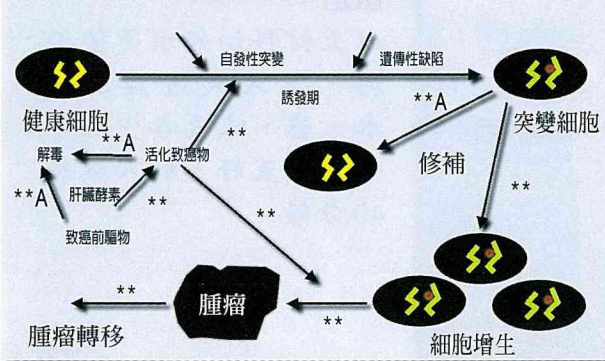 自發性突變
遺傳性缺陷
誘發期
健康細胞
**A
突變細胞
解毒
**A
活化致癌物
**
修補
**A
肝臟酵素
**
**
**
致癌前驅物
**
腫瘤
**
腫瘤轉移
細胞增生